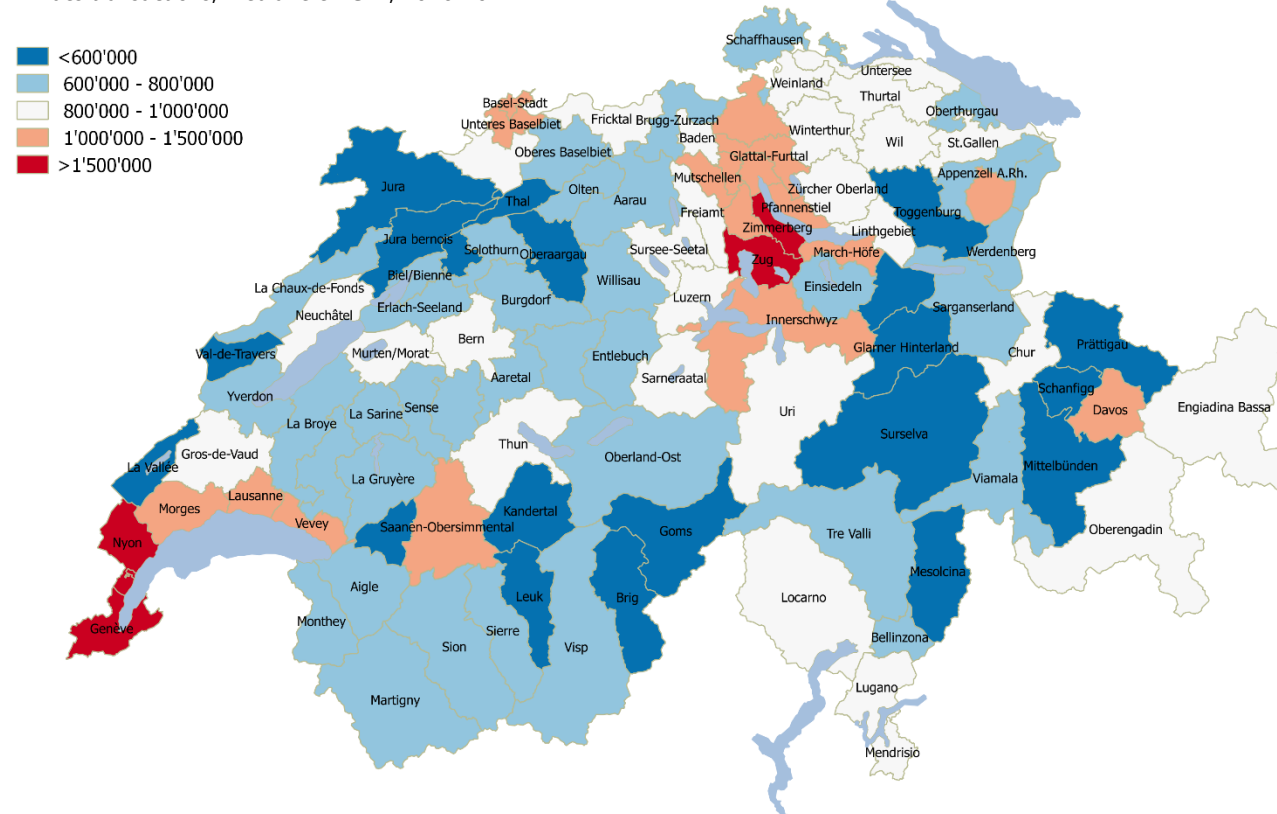 <600'000
600'000 - 800'000
800'000 - 1'000'000
1'000'000 - 1'500'000
>1'500'000
Schaffhausen
Weinland
Untersee
Thurtal
Oberthurgau
Basel-Stadt
Unteres Baselbiet
Fricktal
Brugg-Zurzach
Baden
Winterthur
Wil
St.Gallen
Oberes Baselbiet
Glattal-Furttal
Mutschellen
Appenzell A.Rh.
Jura
Thal
Olten
Aarau
Freiamt
Zürcher Oberland
Pfannenstiel
Toggenburg
Zimmerberg
Linthgebiet
Jura bernois
Solothurn
Oberaargau
Sursee-Seetal
Zug
March-Höfe
Werdenberg
Biel/Bienne
La Chaux-de-Fonds
Willisau
Einsiedeln
Neuchâtel
Erlach-Seeland
Burgdorf
Luzern
Sarganserland
Innerschwyz
Val-de-Travers
Murten/Morat
Bern
Entlebuch
Glarner Hinterland
Chur
Prättigau
Yverdon
Aaretal
Sarneraatal
Schanfigg
La Sarine
Sense
Uri
Davos
Engiadina Bassa
La Broye
Surselva
Gros-de-Vaud
Thun
Oberland-Ost
La Vallée
Mittelbünden
La Gruyère
Viamala
Lausanne
Morges
Vevey
Saanen-Obersimmental
Kandertal
Goms
Tre Valli
Oberengadin
Nyon
Aigle
Leuk
Brig
Locarno
Mesolcina
Genève
Monthey
Sion
Sierre
Visp
Bellinzona
Martigny
Lugano
Mendrisio